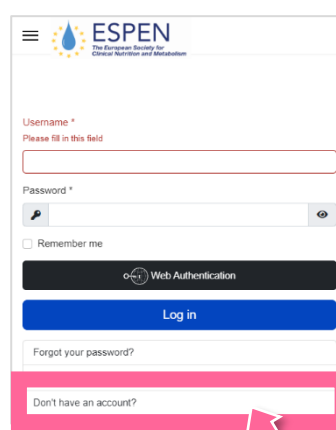 ESPEN
The European Society for
Clinical Nutrition and Metabolism
Username *
Please fill in this field
Password *
Remember me
Web Authentication
Log in
Forgot your password?
Don't have an account?